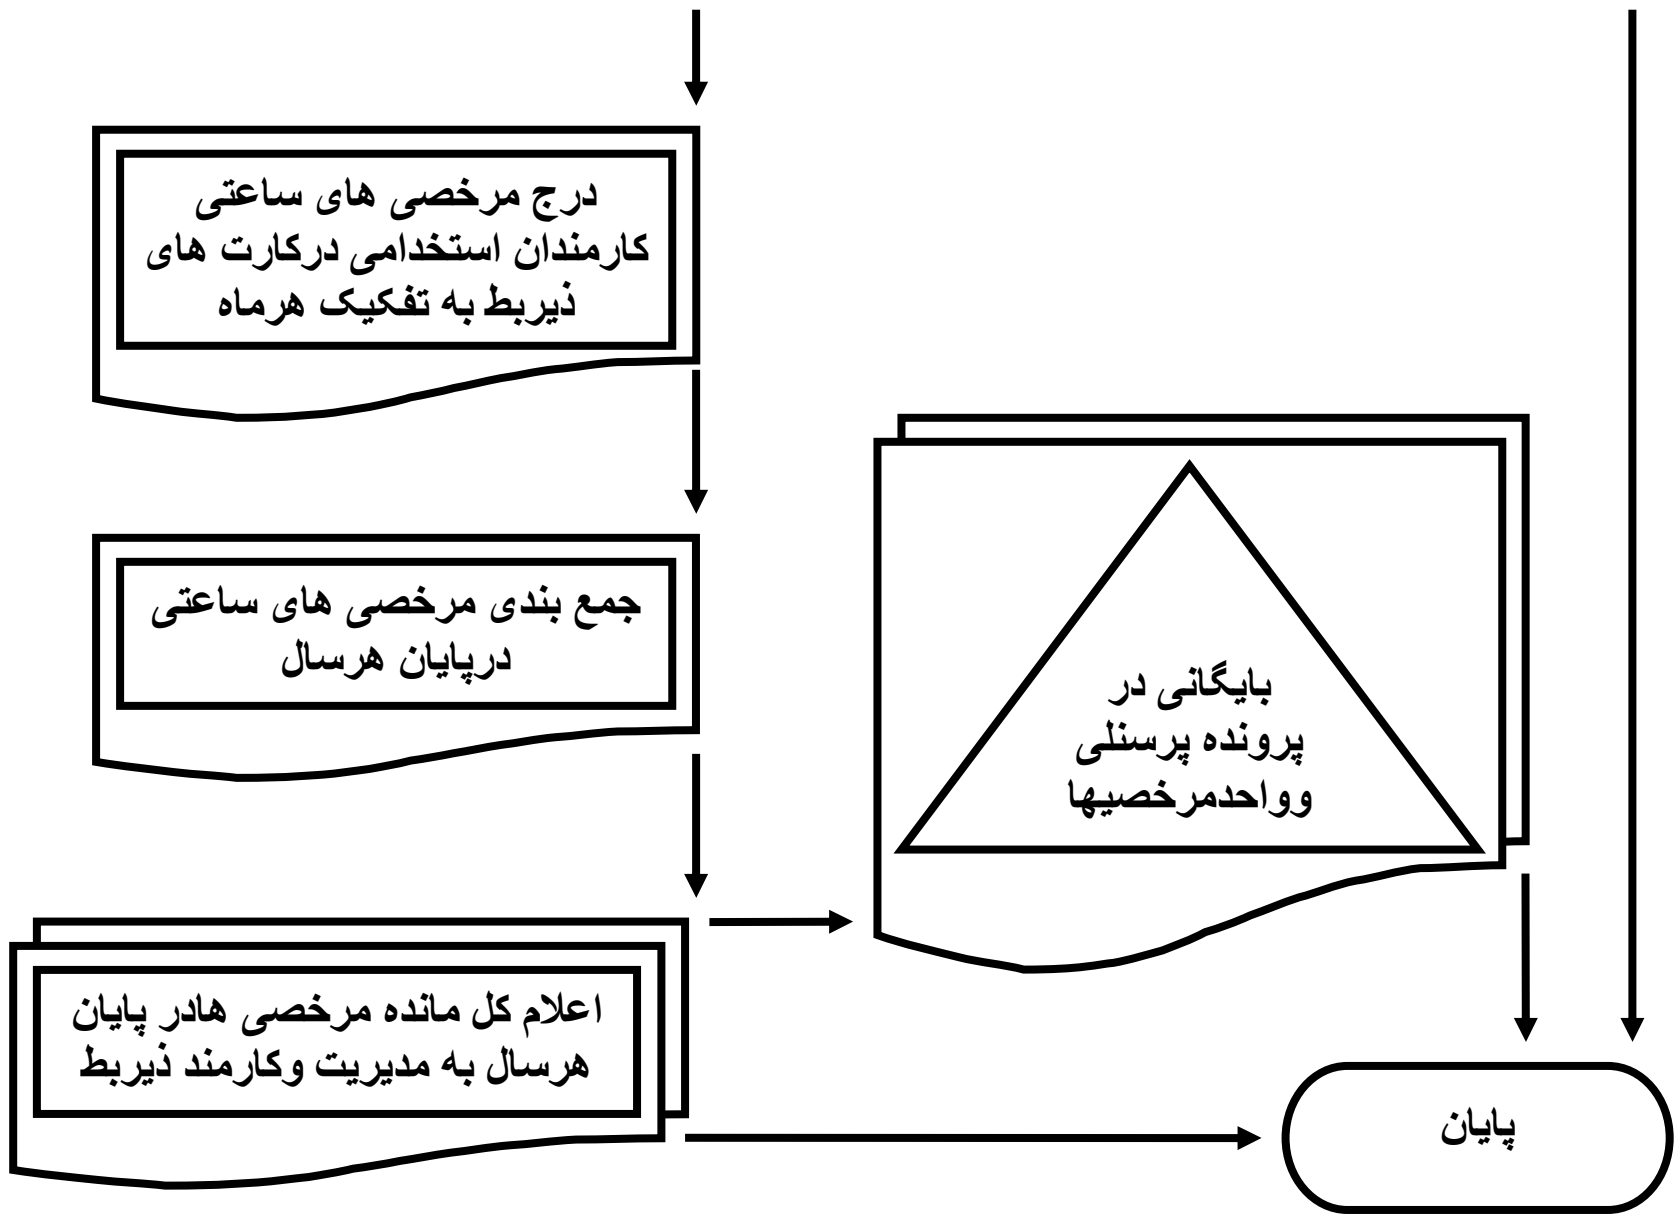 درج مرخصی های ساعتی
کارمندان استخدامی درکارت های
ذیربط به تفکیک هرماه
جمع بندی مرخصی های ساعتی
درپایان هرسال
بایگانی در
پرونده پرسنلی
وواحدمرخصیها
اعلام کل مانده مرخصی هادر پایان
هرسال به مدیریت وکارمند ذیربط
پایان